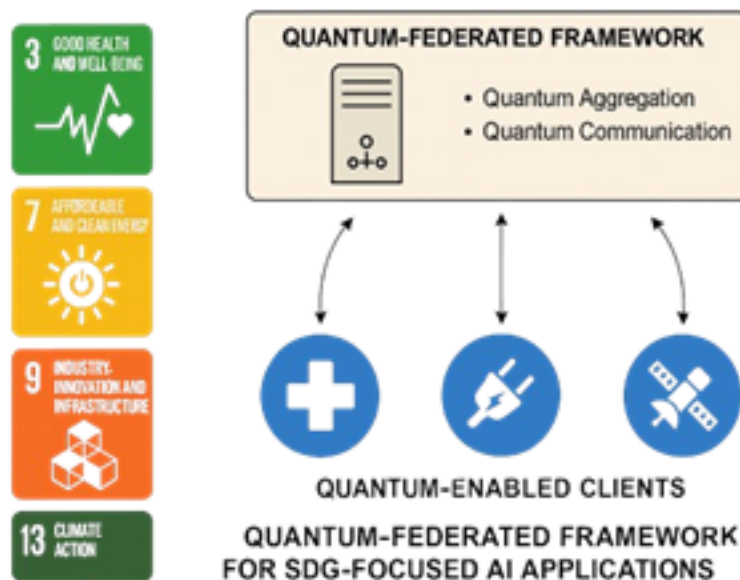 3 GOOD HEALTH
AND WELL-BEING
7 AFFORDABLE
AND CLEAN ENERGY
9 INDUSTRY,
INNOVATION AND
INFRASTRUCTURE
13 CLIMATE
ACTION
QUANTUM-FEDERATED FRAMEWORK
• Quantum Aggregation
• Quantum Communication
QUANTUM-ENABLED CLIENTS
QUANTUM-FEDERATED FRAMEWORK
FOR SDG-FOCUSED AI APPLICATIONS